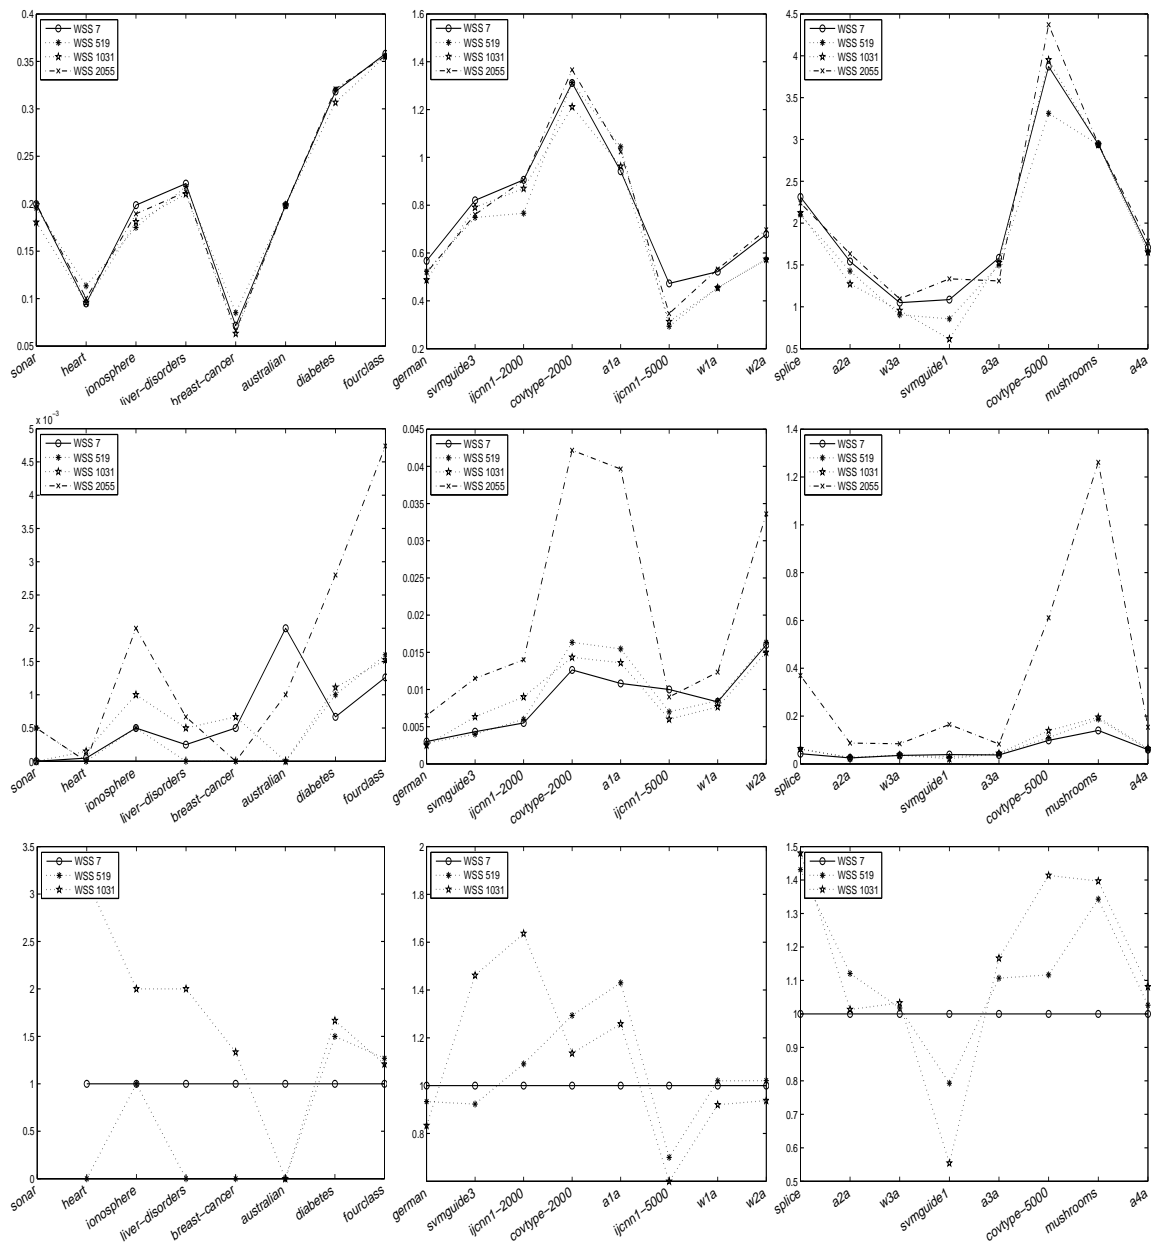 0.4
0.35
0.3
0.25
0.2
0.15
0.1
0.05
WSS 7
WSS 519
WSS 1031
WSS 2055
sonar
heart
ionosphere
liver-disorders
breast-cancer
australian
diabetes
fourclass
1.6
1.4
1.2
1
0.8
0.6
0.4
0.2
WSS 7
WSS 519
WSS 1031
WSS 2055
german
svmguide3
ijcnn1-2000
covtype-2000
a1a
ijcnn1-5000
w1a
w2a
4.5
4
3.5
3
2.5
2
1.5
1
0.5
WSS 7
WSS 519
WSS 1031
WSS 2055
splice
a2a
w3a
svmguide1
a3a
covtype-5000
mushrooms
a4a
x 10⁻³
5
4.5
4
3.5
3
2.5
2
1.5
1
0.5
0
WSS 7
WSS 519
WSS 1031
WSS 2055
sonar
heart
ionosphere
liver-disorders
breast-cancer
australian
diabetes
fourclass
0.045
0.04
0.035
0.03
0.025
0.02
0.015
0.01
0.005
0
WSS 7
WSS 519
WSS 1031
WSS 2055
german
svmguide3
ijcnn1-2000
covtype-2000
a1a
ijcnn1-5000
w1a
w2a
1.4
1.2
1
0.8
0.6
0.4
0.2
0
WSS 7
WSS 519
WSS 1031
WSS 2055
splice
a2a
w3a
svmguide1
a3a
covtype-5000
mushrooms
a4a
3.5
3
2.5
2
1.5
1
0.5
0
WSS 7
WSS 519
WSS 1031
sonar
heart
ionosphere
liver-disorders
breast-cancer
australian
diabetes
fourclass
2
1.8
1.6
1.4
1.2
1
0.8
WSS 7
WSS 519
WSS 1031
german
svmguide3
ijcnn1-2000
covtype-2000
a1a
ijcnn1-5000
w1a
w2a
1.5
1.4
1.3
1.2
1.1
1
0.9
0.8
0.7
0.6
0.5
WSS 7
WSS 519
WSS 1031
splice
a2a
w3a
svmguide1
a3a
covtype-5000
mushrooms
a4a